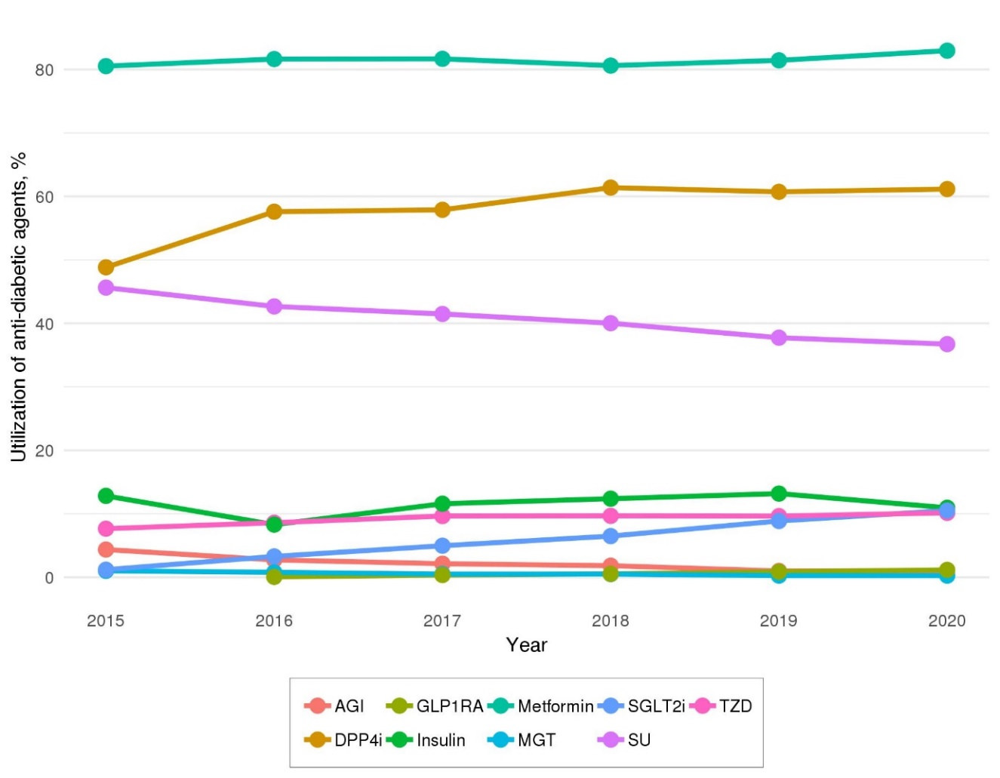 80
60
40
20
0
Utilization of anti-diabetic agents, %
2015 2016 2017 2018 2019 2020
Year
AGI GLP1RA Metformin SGLT2i TZD
DPP4i Insulin MGT SU